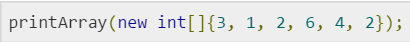 printArray(new int[]{3, 1, 2, 6, 4, 2});